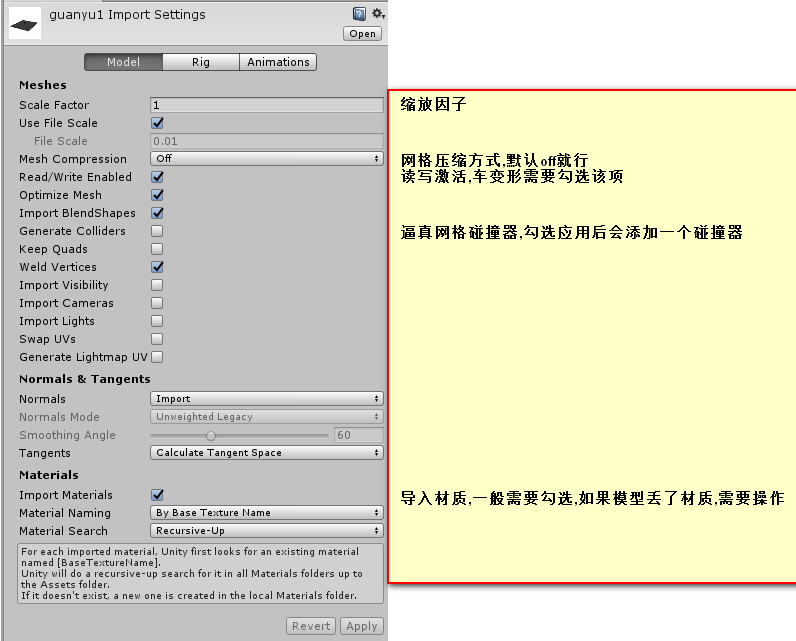 guanyu1 Import Settings
Open
Model Rig Animations
Meshes
Scale Factor 1 缩放因子
Use File Scale
File Scale 0.01
Mesh Compression Off 网格压缩方式,默认off就行
Read/Write Enabled 读写激活,车变形需要勾选该项
Optimize Mesh
Import BlendShapes
Generate Colliders 逼真网格碰撞器,勾选应用后会添加一个碰撞器
Keep Quads
Weld Vertices
Import Visibility
Import Cameras
Import Lights
Swap UVs
Generate Lightmap UV
Normals & Tangents
Normals Import
Normals Mode Unweighted Legacy
Smoothing Angle 60
Tangents Calculate Tangent Space
Materials
Import Materials 导入材质,一般需要勾选,如果模型丢了材质,需要操作
Material Naming By Base Texture Name
Material Search Recursive-Up
For each imported material, Unity first looks for an existing material
named [BaseTextureName].
Unity will do a recursive-up search for it in all Materials folders up to
the Assets folder.
If it doesn't exist, a new one is created in the local Materials folder.
Revert Apply